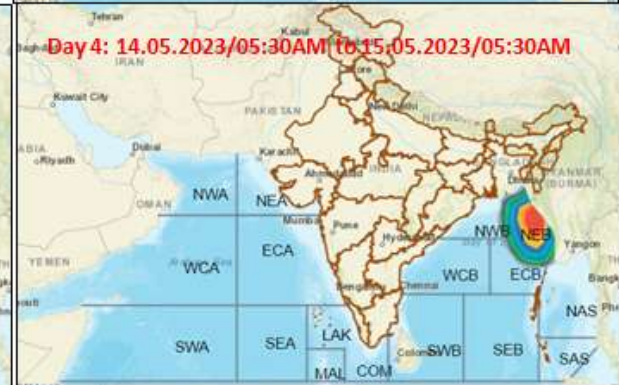 Day 4: 14.05.2023/05:30AM to 15.05.2023/05:30AM
Tehran
Kabul
IRAN
Kuwait City
PAKISTAN
NEPAL
Riyadh
Dubai
Karachi
Ahmedabad
INDIA
MYANMAR
(BURMA)
OMAN
NWA
NEA
Mumbai
Pune
Hyderabad
NWB
NEB
Yangon
YEMEN
WCA
ECA
WCB
ECB
Bengaluru
Chennai
SWA
SEA
LAK
MAL
COM
Colombo
SWB
SEB
NAS
SAS